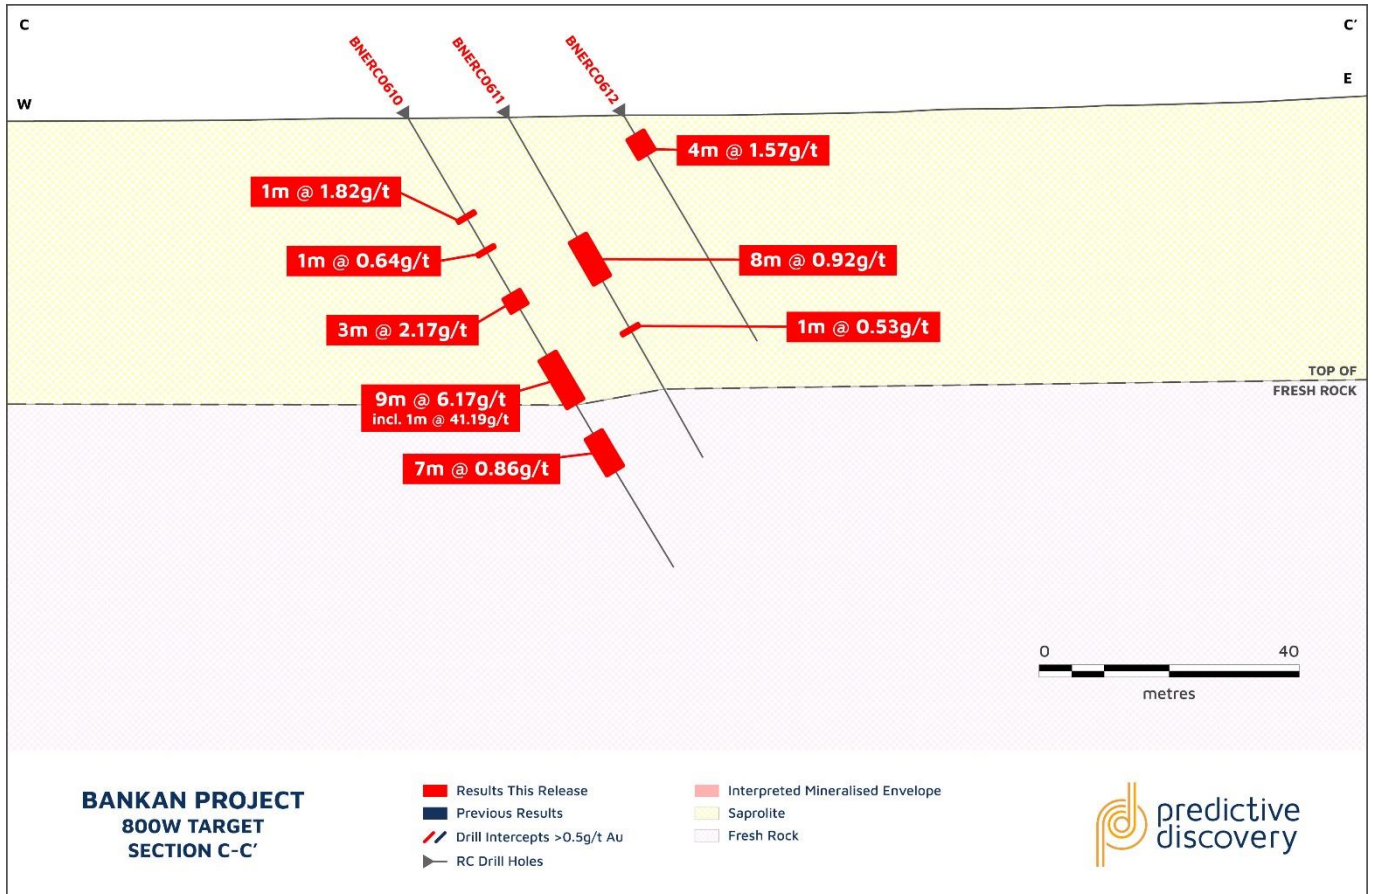 C
C'
W
E
BNERC0610
BNERC0611
BNERC0612
4m @ 1.57g/t
1m @ 1.82g/t
1m @ 0.64g/t
8m @ 0.92g/t
3m @ 2.17g/t
1m @ 0.53g/t
TOP OF
FRESH ROCK
9m @ 6.17g/t
incl. 1m @ 41.19g/t
7m @ 0.86g/t
0 40
metres
BANKAN PROJECT
800W TARGET
SECTION C-C'
Results This Release
Previous Results
Drill Intercepts >0.5g/t Au
RC Drill Holes
Interpreted Mineralised Envelope
Saprolite
Fresh Rock
predictive
discovery